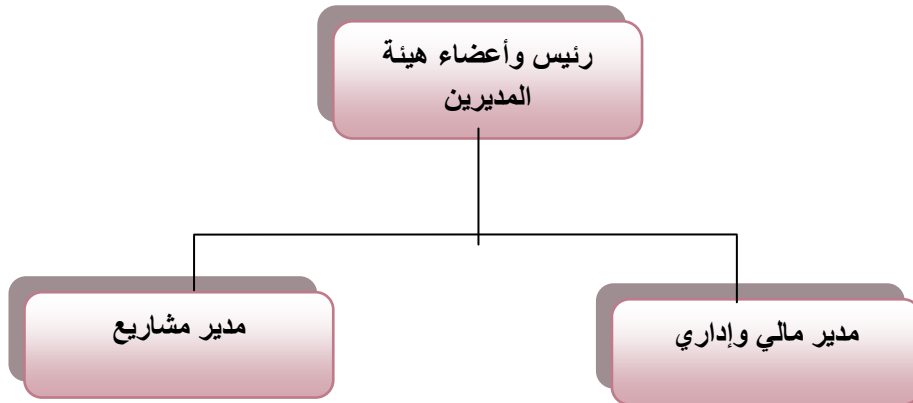 رئيس وأعضاء هيئة
المديرين
مدير مالي وإداري
مدير مشاريع